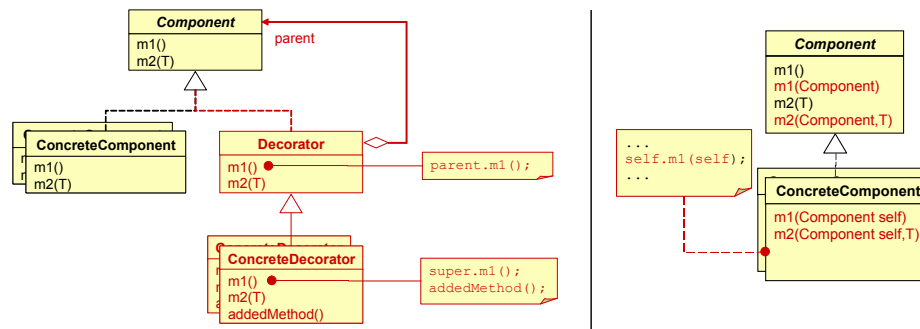 Component
m1()
m2(T)
parent
ConcreteComponent
m1()
m2(T)
Decorator
m1()
m2(T)
parent.m1();
ConcreteDecorator
m1()
m2(T)
addedMethod()
super.m1();
addedMethod();
Component
m1()
m1(Component)
m2(T)
m2(Component,T)
...
self.m1(self);
...
ConcreteComponent
m1(Component self)
m2(Component self,T)